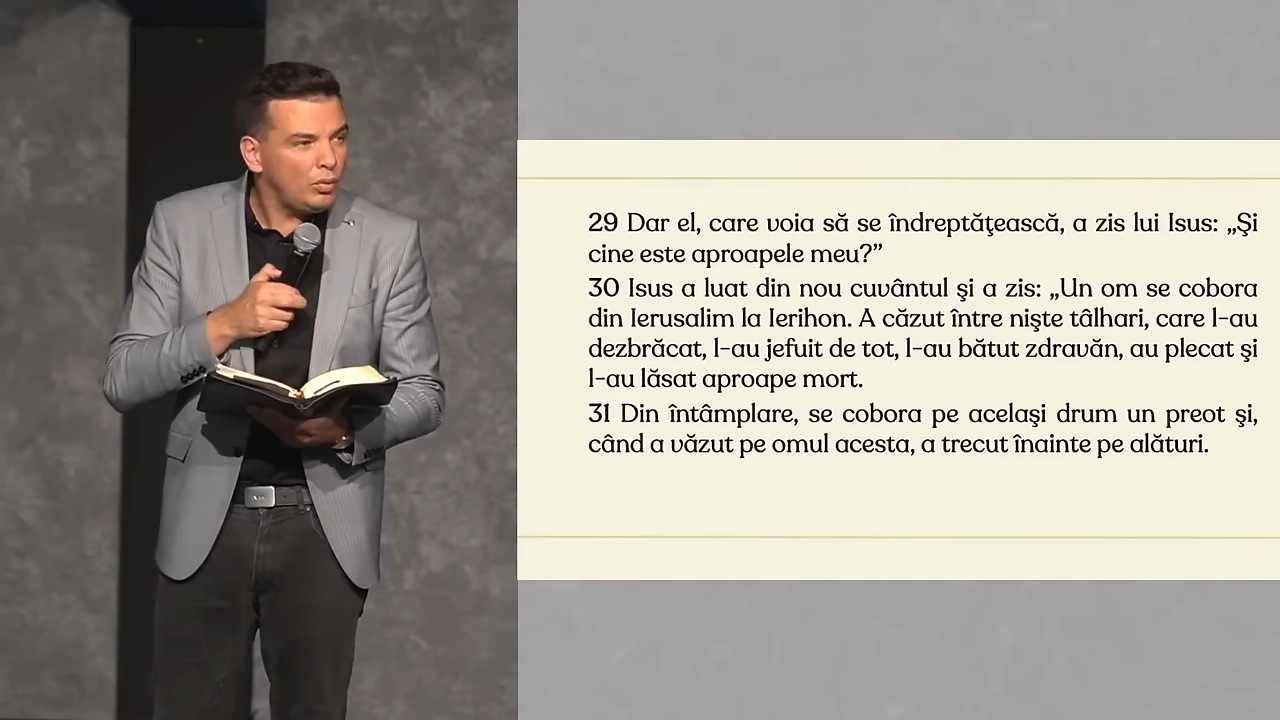 29 Dar el, care voia să se îndreptăţească, a zis lui Isus: „Şi
cine este aproapele meu?”
30 Isus a luat din nou cuvântul şi a zis: „Un om se cobora
din Ierusalim la Ierihon. A căzut între nişte tâlhari, care l-au
dezbrăcat, l-au jefuit de tot, l-au bătut zdravăn, au plecat şi
l-au lăsat aproape mort.
31 Din întâmplare, se cobora pe acelaşi drum un preot şi,
când a văzut pe omul acesta, a trecut înainte pe alături.